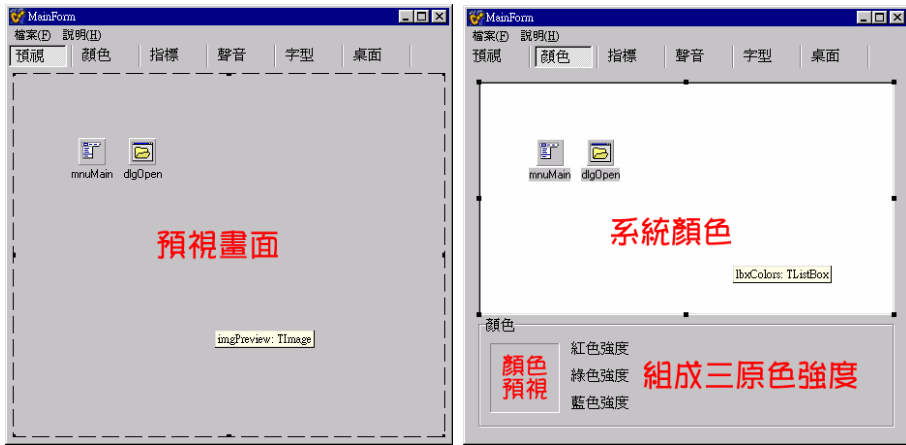 MainForm
檔案(F) 說明(H)
預視 顏色 指標 聲音 字型 桌面
mnuMain dlgOpen
預視畫面
imgPreview: TImage
MainForm
檔案(F) 說明(H)
預視 顏色 指標 聲音 字型 桌面
mnuMain dlgOpen
系統顏色
lbxColors: TListBox
顏色
顏色
預視
紅色強度
綠色強度
藍色強度
組成三原色強度